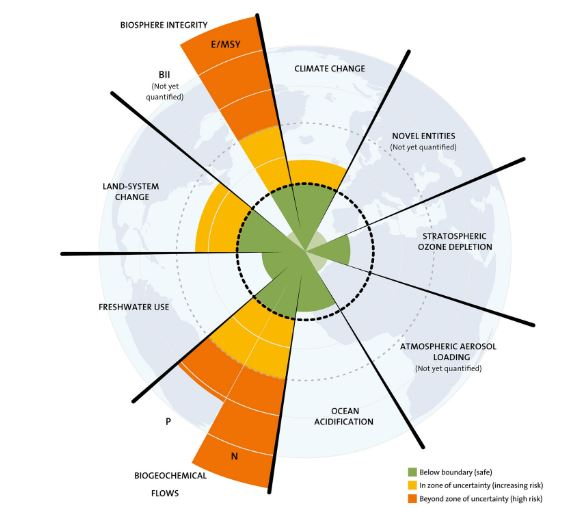 BIOSPHERE INTEGRITY
E/MSY
BII
(Not yet
quantified)
CLIMATE CHANGE
NOVEL ENTITIES
(Not yet quantified)
LAND-SYSTEM
CHANGE
STRATOSPHERIC
OZONE DEPLETION
FRESHWATER USE
ATMOSPHERIC AEROSOL
LOADING
(Not yet quantified)
OCEAN
ACIDIFICATION
P
N
BIOGEOCHEMICAL
FLOWS
Below boundary (safe)
In zone of uncertainty (increasing risk)
Beyond zone of uncertainty (high risk)